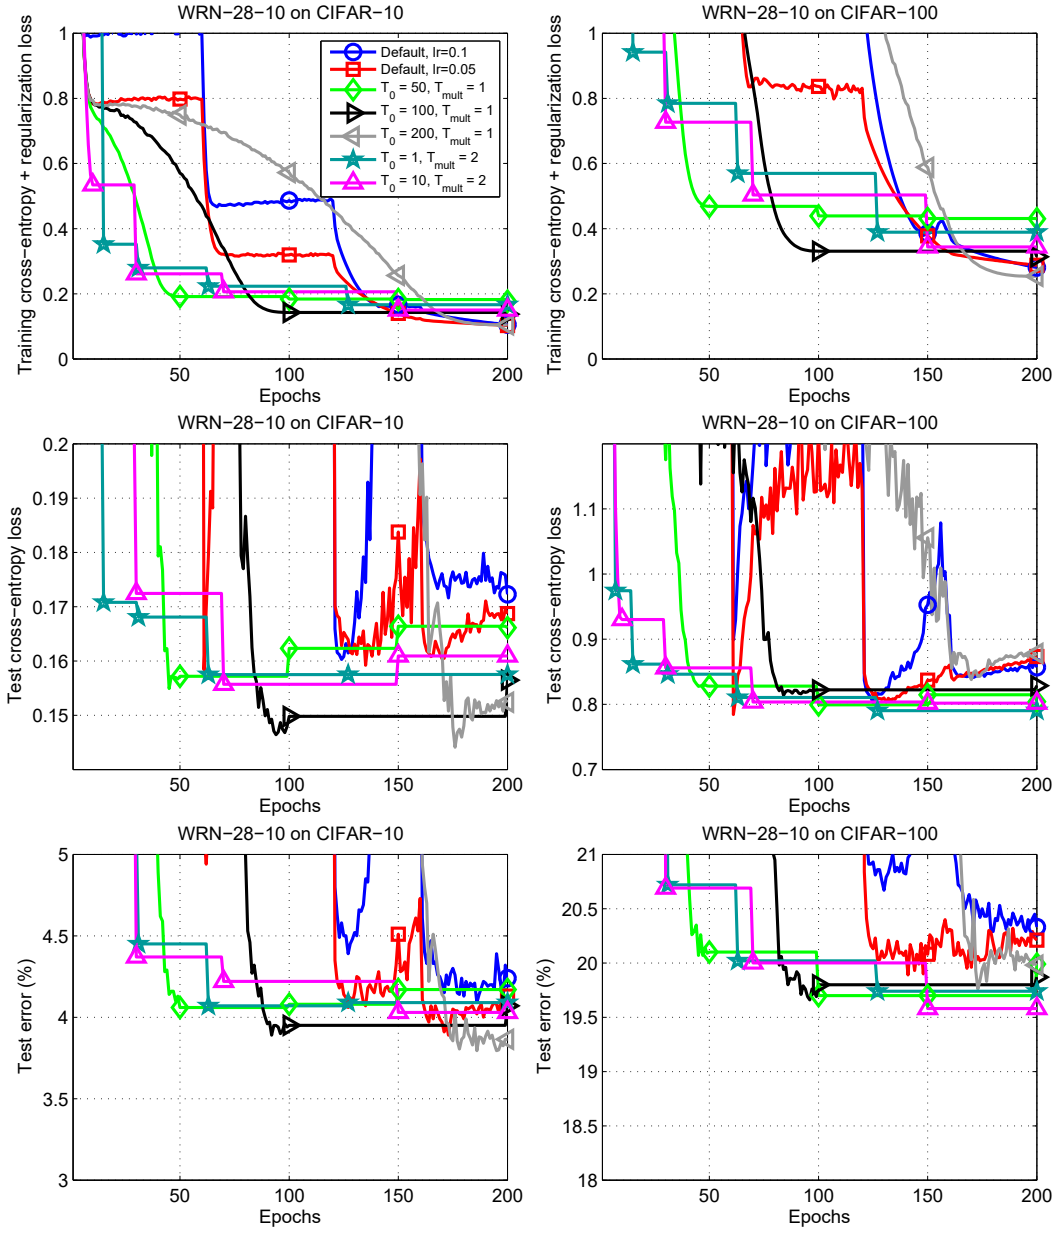 WRN−28−10 on CIFAR−10
Training cross−entropy + regularization loss
1
0.8
0.6
0.4
0.2
0
50
100
150
200
Epochs
Default, lr=0.1
Default, lr=0.05
T0 = 50, Tmult = 1
T0 = 100, Tmult = 1
T0 = 200, Tmult = 1
T0 = 1, Tmult = 2
T0 = 10, Tmult = 2
WRN−28−10 on CIFAR−100
Training cross−entropy + regularization loss
1
0.8
0.6
0.4
0.2
0
50
100
150
200
Epochs
WRN−28−10 on CIFAR−10
Test cross−entropy loss
0.2
0.19
0.18
0.17
0.16
0.15
50
100
150
200
Epochs
WRN−28−10 on CIFAR−100
Test cross−entropy loss
1.1
1
0.9
0.8
0.7
50
100
150
200
Epochs
WRN−28−10 on CIFAR−10
Test error (%)
5
4.5
4
3.5
3
50
100
150
200
Epochs
WRN−28−10 on CIFAR−100
Test error (%)
21
20.5
20
19.5
19
18.5
18
50
100
150
200
Epochs